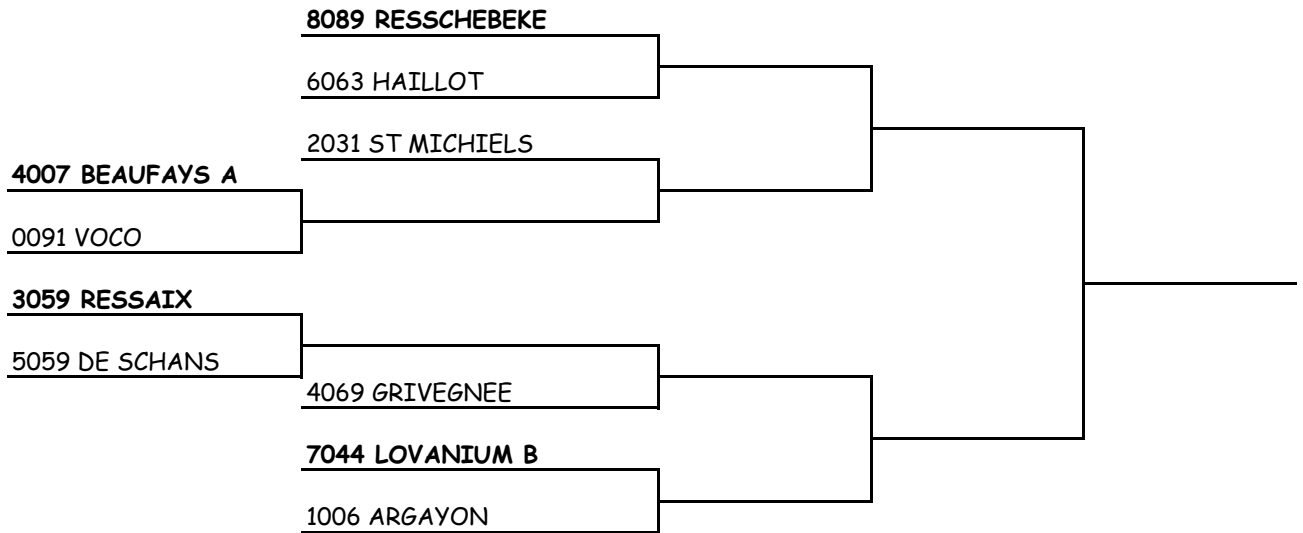 8089 RESSCHEBEKE
6063 HAILLOT
2031 ST MICHIELS
4007 BEAUFAYS A
0091 VOCO
3059 RESSAIX
5059 DE SCHANS
4069 GRIVEGNEE
7044 LOVANIUM B
1006 ARGAYON